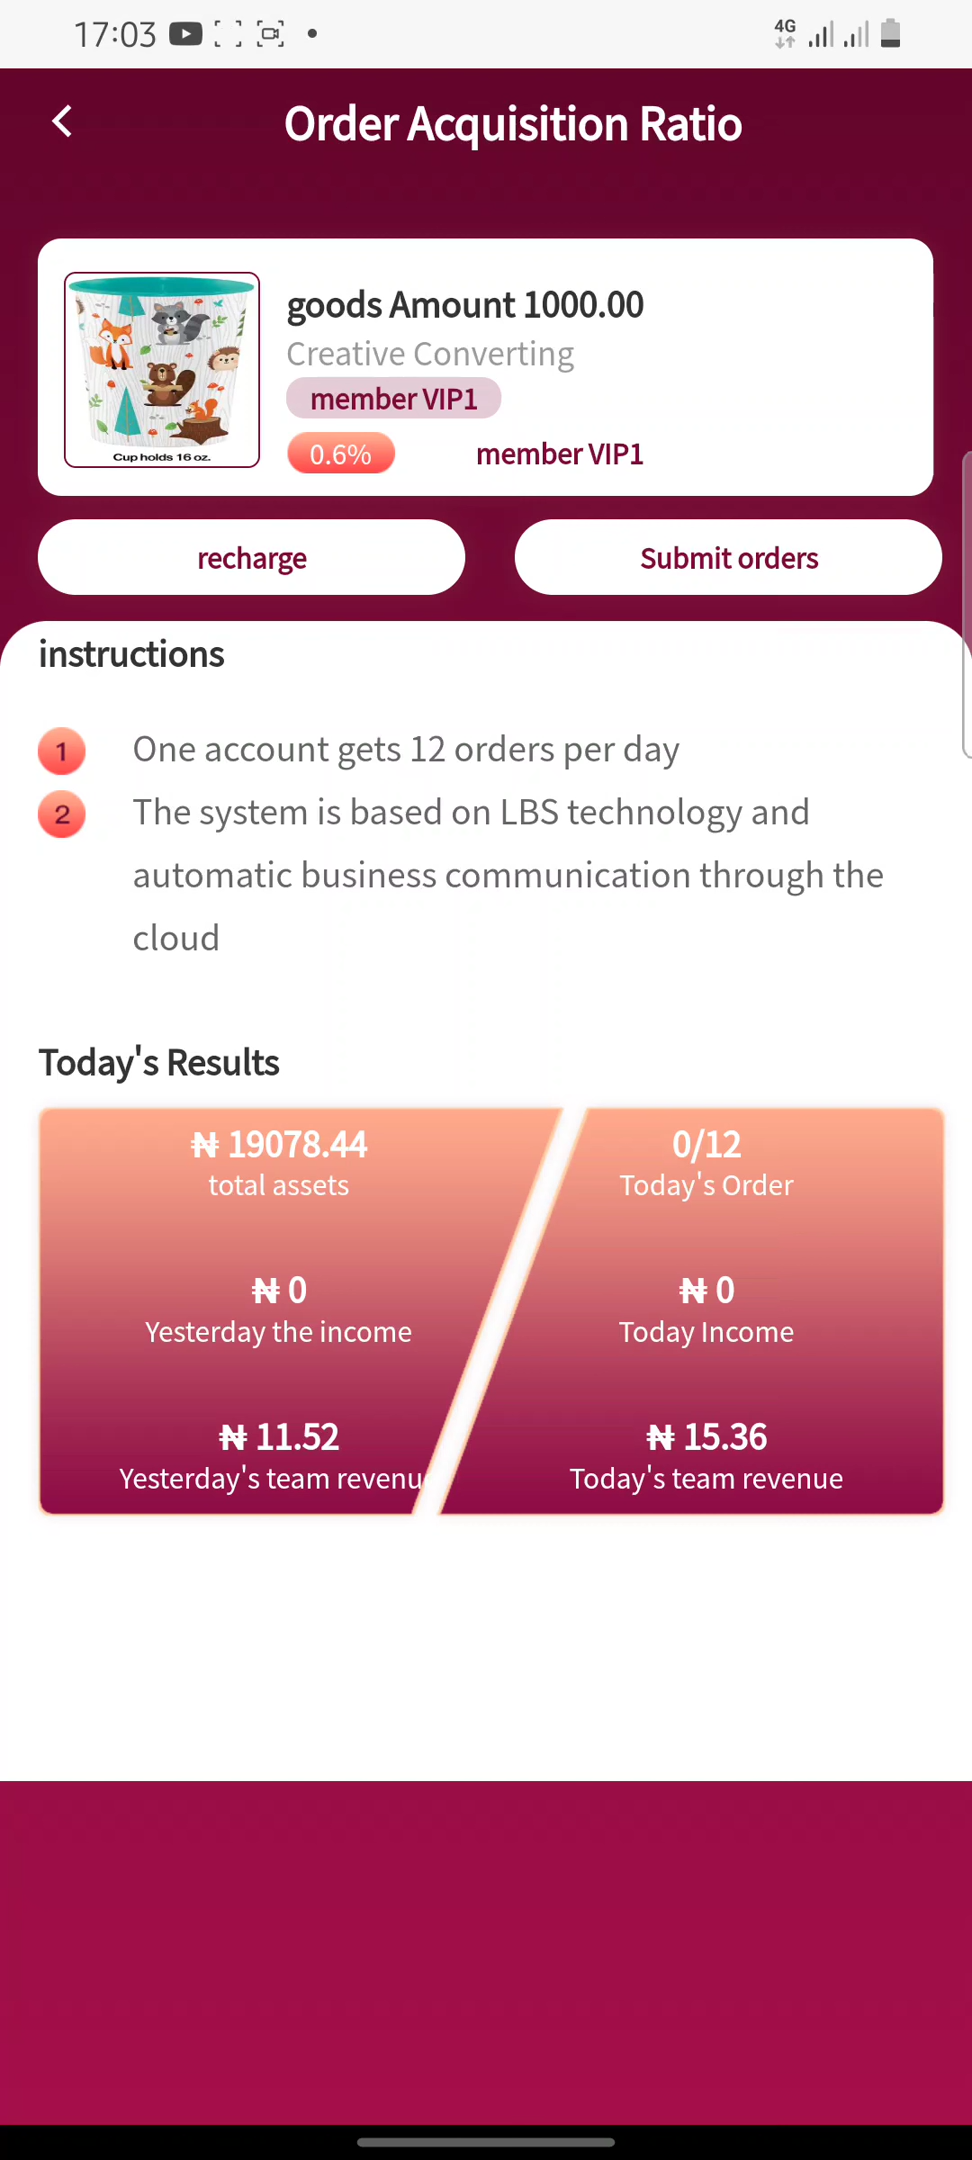 17:03
4G
Order Acquisition Ratio
goods Amount 1000.00
Creative Converting
member VIP1
0.6% member VIP1
Cup holds 16 oz.
recharge Submit orders
instructions
1 One account gets 12 orders per day
2 The system is based on LBS technology and
automatic business communication through the
cloud
Today's Results
₦ 19078.44 0/12
total assets Today's Order
₦ 0 ₦ 0
Yesterday the income Today Income
₦ 11.52 ₦ 15.36
Yesterday's team revenu Today's team revenue